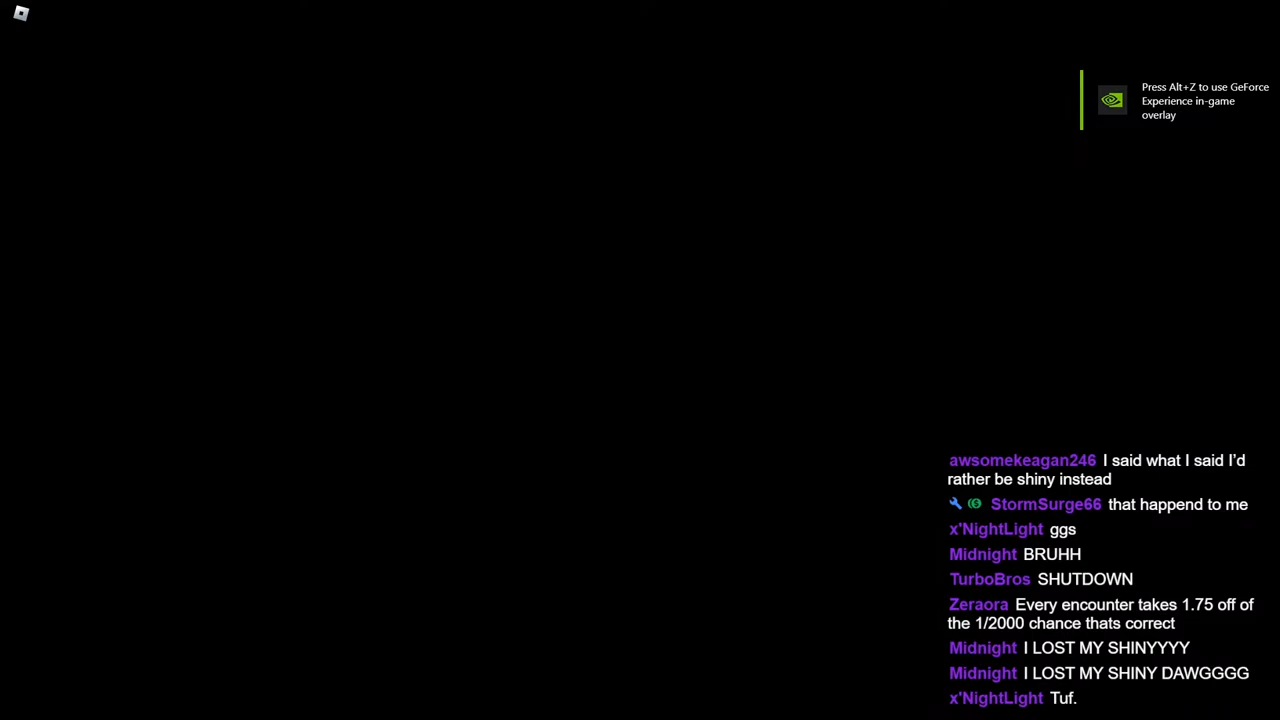 Press Alt+Z to use GeForce
Experience in-game
overlay
awsomekeagan246 I said what I said I'd
rather be shiny instead
StormSurge66 that happend to me
x'NightLight ggs
Midnight BRUHH
TurboBros SHUTDOWN
Zeraora Every encounter takes 1.75 off of
the 1/2000 chance thats correct
Midnight I LOST MY SHINYYYY
Midnight I LOST MY SHINY DAWGGGG
x'NightLight Tuf.